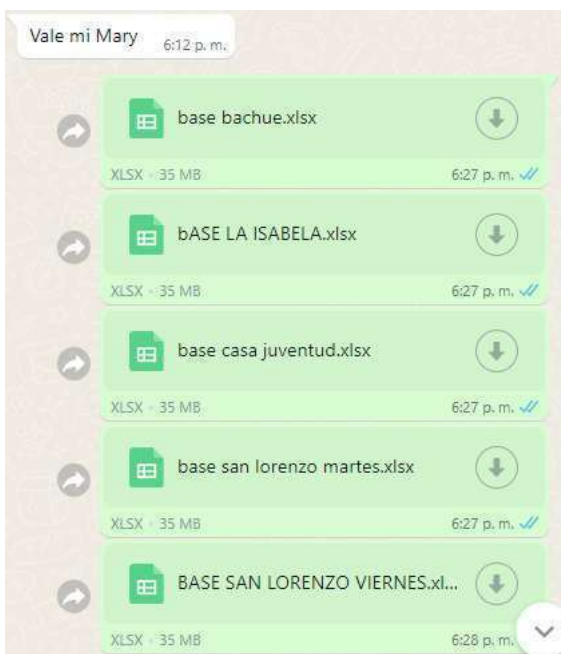 Vale mi Mary
6:12 p. m.
base bachue.xlsx
XLSX • 35 MB
6:27 p. m.
bASE LA ISABELA.xlsx
XLSX • 35 MB
6:27 p. m.
base casa juventud.xlsx
XLSX • 35 MB
6:27 p. m.
base san lorenzo martes.xlsx
XLSX • 35 MB
6:27 p. m.
BASE SAN LORENZO VIERNES.xl...
XLSX • 35 MB
6:28 p. m.